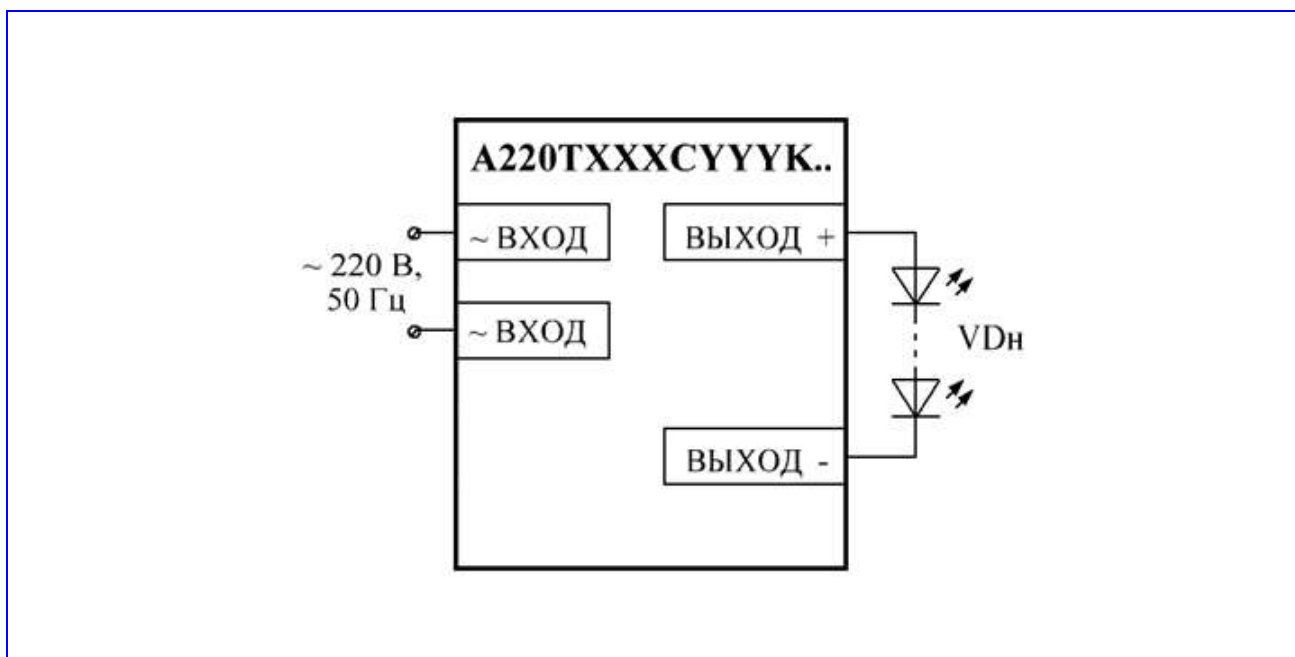 A220TXXXCYYYK..
~ ВХОД
ВЫХОД +
~ 220 В,
50 Гц
~ ВХОД
VDн
ВЫХОД -